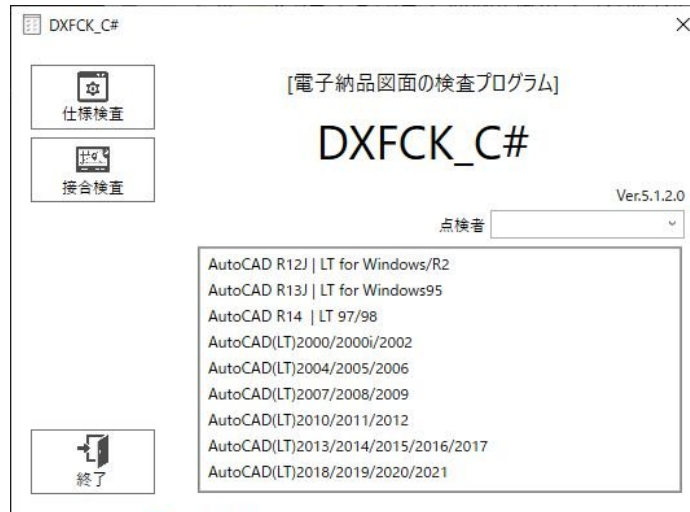 DXFCK_C#
仕様検査
接合検査
[電子納品図面の検査プログラム]
DXFCK_C#
Ver.5.1.2.0
点検者
AutoCAD R12J | LT for Windows/R2
AutoCAD R13J | LT for Windows95
AutoCAD R14 | LT 97/98
AutoCAD(LT)2000/2000i/2002
AutoCAD(LT)2004/2005/2006
AutoCAD(LT)2007/2008/2009
AutoCAD(LT)2010/2011/2012
AutoCAD(LT)2013/2014/2015/2016/2017
AutoCAD(LT)2018/2019/2020/2021
終了